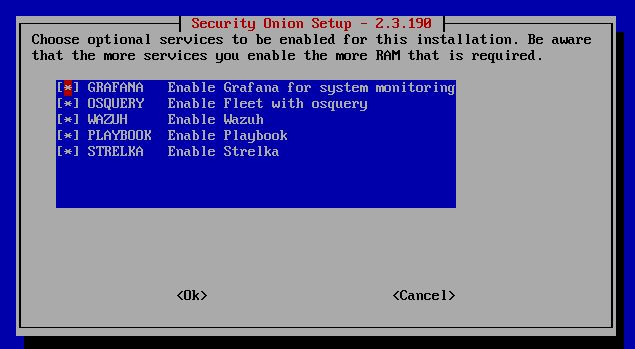 Security Onion Setup - 2.3.190
Choose optional services to be enabled for this installation. Be aware
that the more services you enable the more RAM that is required.
[*] GRAFANA   Enable Grafana for system monitoring
[*] OSQUERY   Enable Fleet with osquery
[*] WAZUH     Enable Wazuh
[*] PLAYBOOK  Enable Playbook
[*] STRELKA   Enable Strelka
<Ok>                       <Cancel>